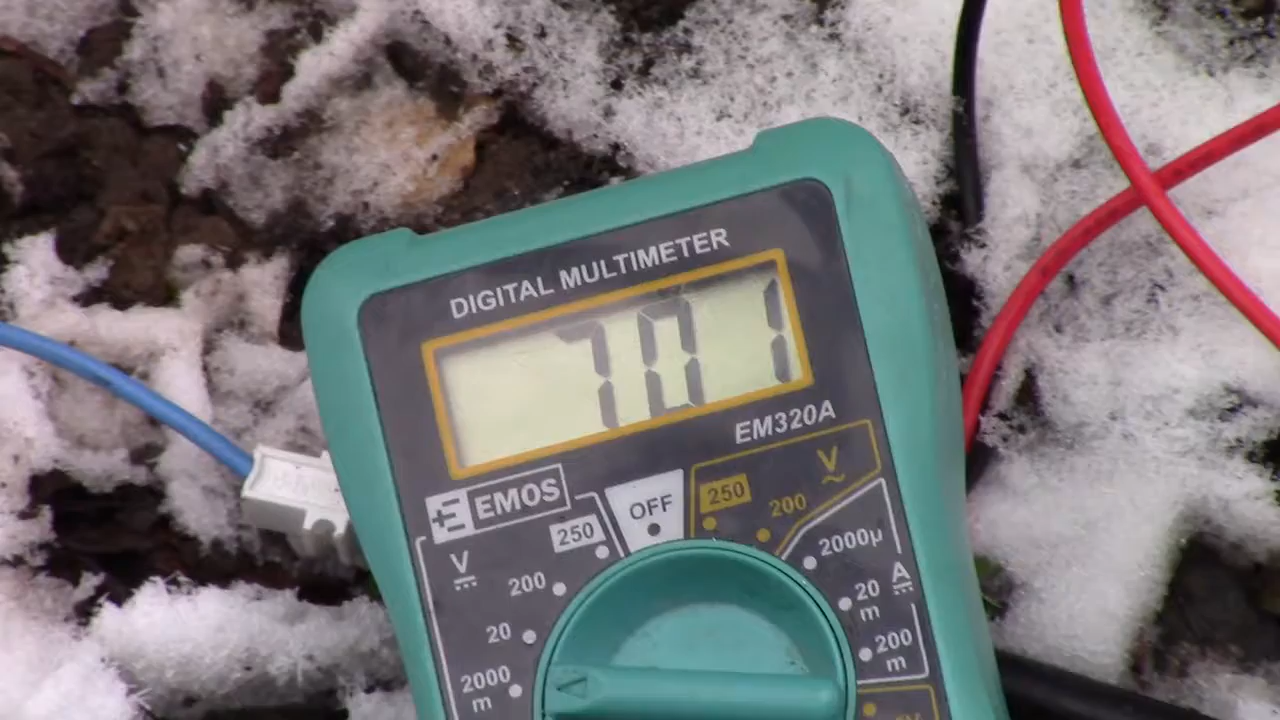 DIGITAL MULTIMETER
701
EM320A
EMOS
OFF
250
200
V
250
V
200
20
2000
m
2000µ
A
20
m
200
m